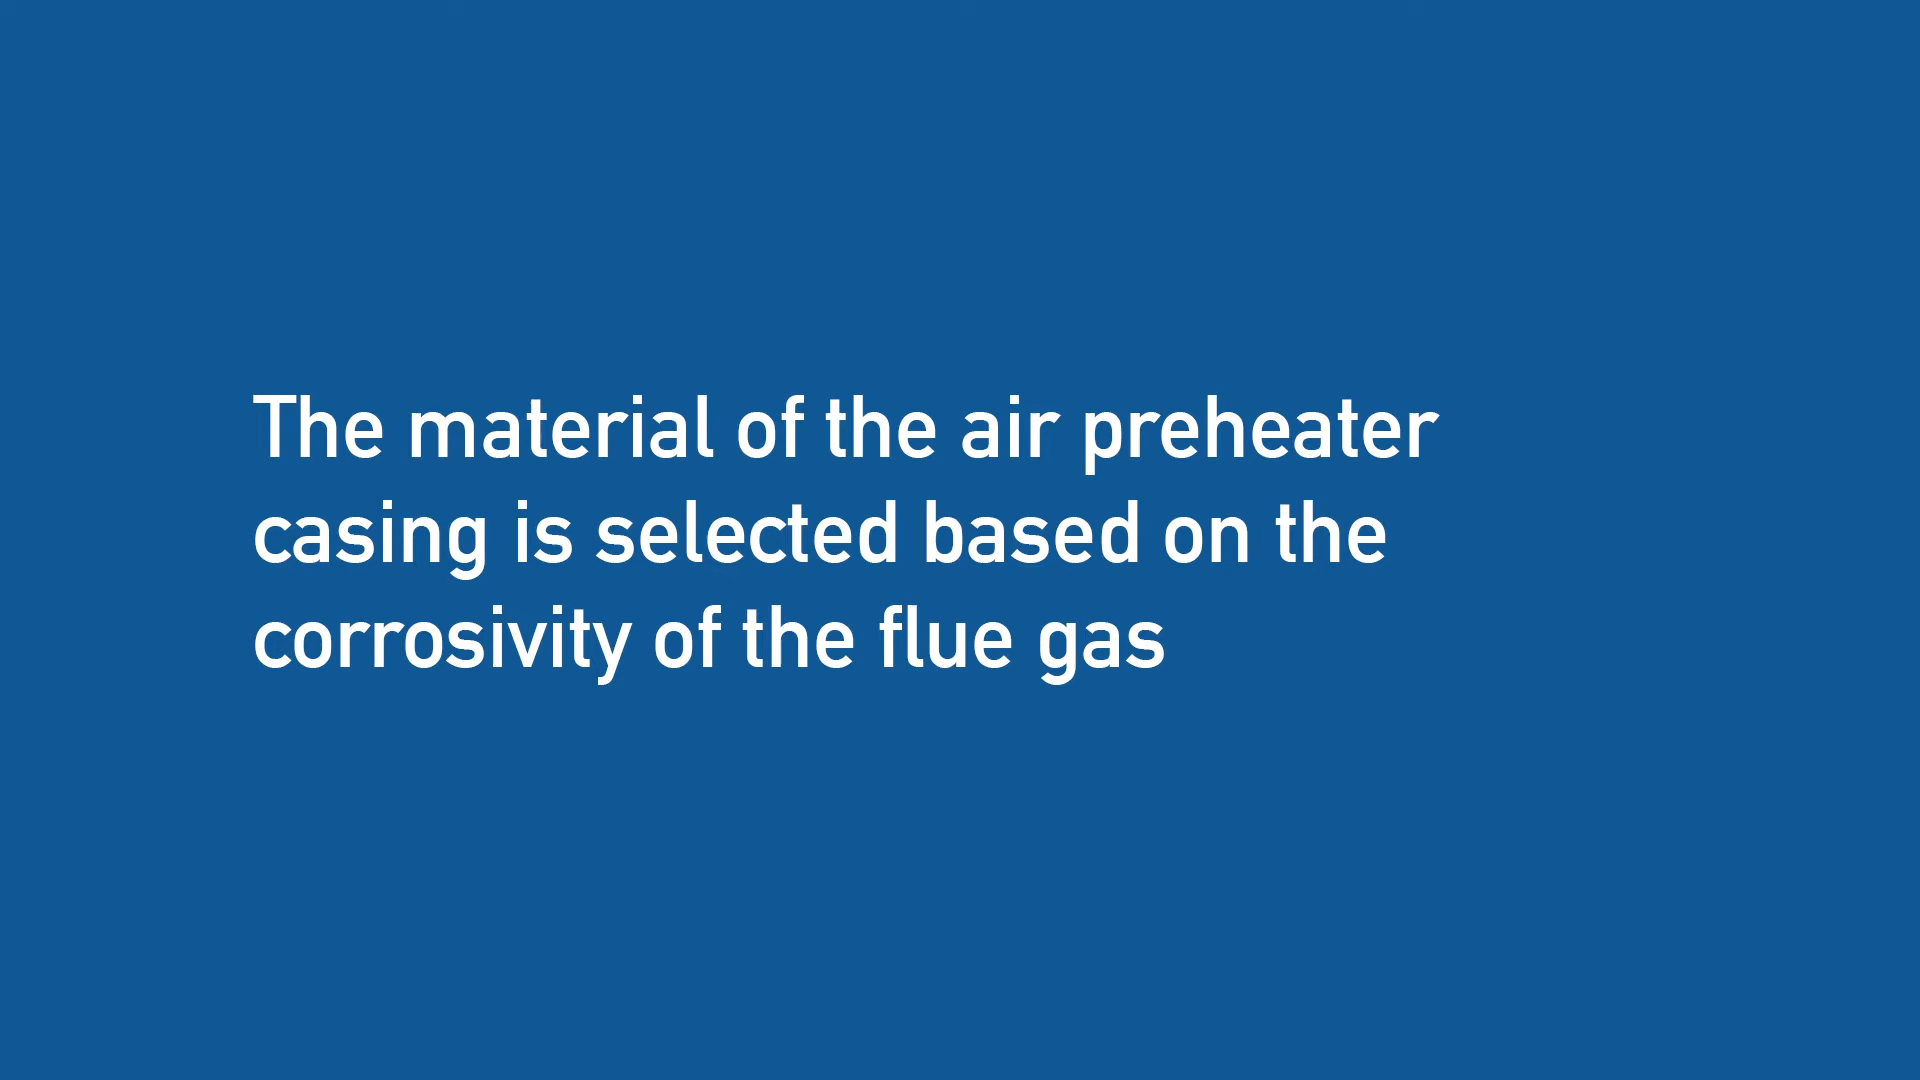 The material of the air preheater
casing is selected based on the
corrosivity of the flue gas